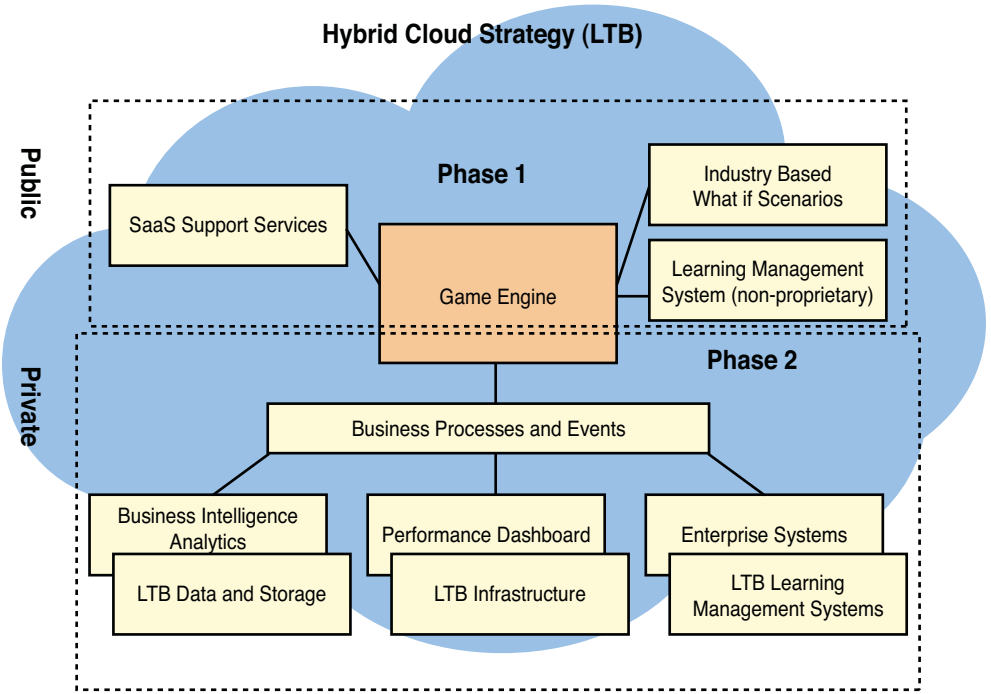 Hybrid Cloud Strategy (LTB)
Public
Phase 1
SaaS Support Services
Industry Based
What if Scenarios
Game Engine
Learning Management
System (non-proprietary)
Private
Phase 2
Business Processes and Events
Business Intelligence
Analytics
LTB Data and Storage
Performance Dashboard
LTB Infrastructure
Enterprise Systems
LTB Learning
Management Systems